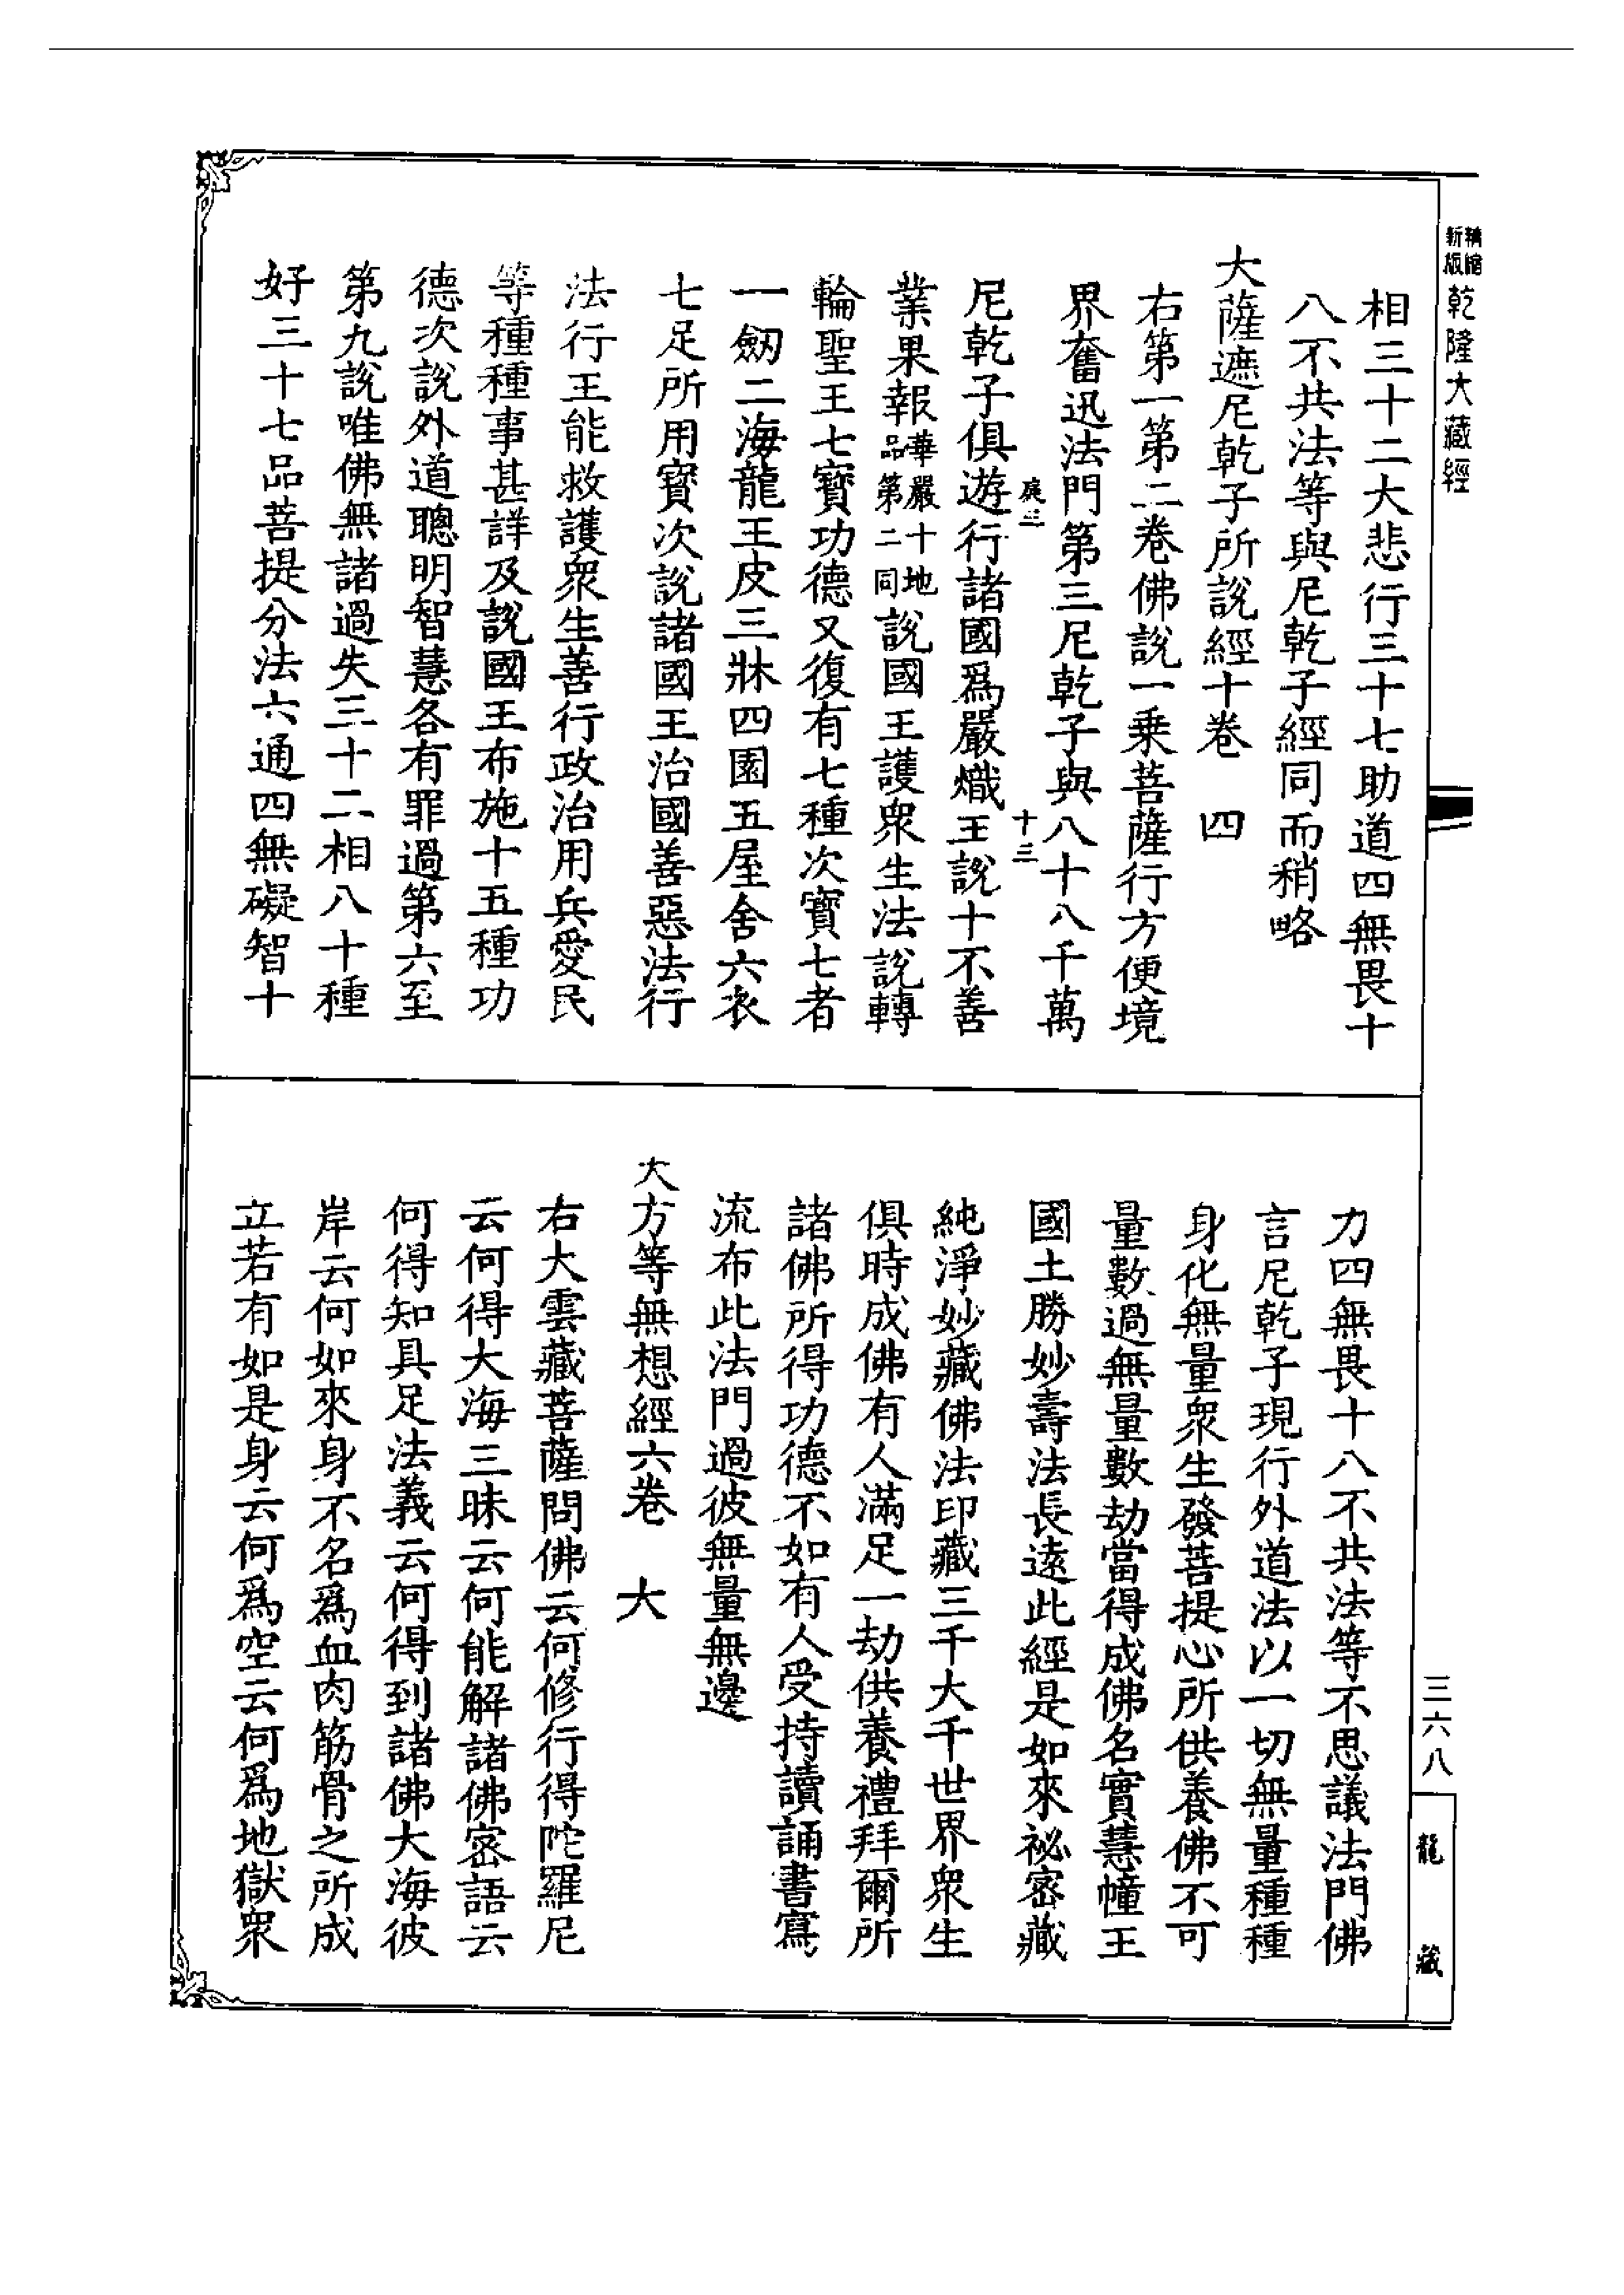 精縮新版乾隆大藏經
相三十二大悲行三十七助道四無畏十
八不共法等與尼乾子經同而稍略
大薩遮尼乾子所說經十卷　四
右第一第二卷佛說一乘菩薩行方便境
界奮迅法門第三尼乾子與八十八千萬
十三
尼乾子俱遊行諸國爲嚴熾王說十不善
業果報華嚴十地品第二同說國王護衆生法說轉
輪聖王七寶功德又復有七種次寶七者
一劒二海龍王皮三牀四園五屋舍六衣
七足所用寶次說諸國王治國善惡法行
法行王能救護衆生善行政治用兵愛民
等種種事甚詳及說國王布施十五種功
德次說外道聰明智慧各有罪過第六至
第九說唯佛無諸過失三十二相八十種
好三十七品菩提分法六通四無礙智十
力四無畏十八不共法等不思議法門佛
言尼乾子現行外道法以一切無量種種
身化無量衆生發菩提心所供養佛不可
量數過無量數劫當得成佛名實慧幢王
國土勝妙壽法長遠此經是如來祕密藏
純淨妙藏佛法印藏三千大千世界衆生
俱時成佛有人滿足一劫供養禮拜爾所
諸佛所得功德不如有人受持讀誦書寫
流布此法門過彼無量無邊
大方等無想經六卷　大
右大雲藏菩薩問佛云何修行得陀羅尼
云何得大海三昧云何能解諸佛密語云
何得知具足法義云何得到諸佛大海彼
岸云何如來身不名爲血肉筋骨之所成
立若有如是身云何爲空云何爲地獄衆
三六八
龍藏